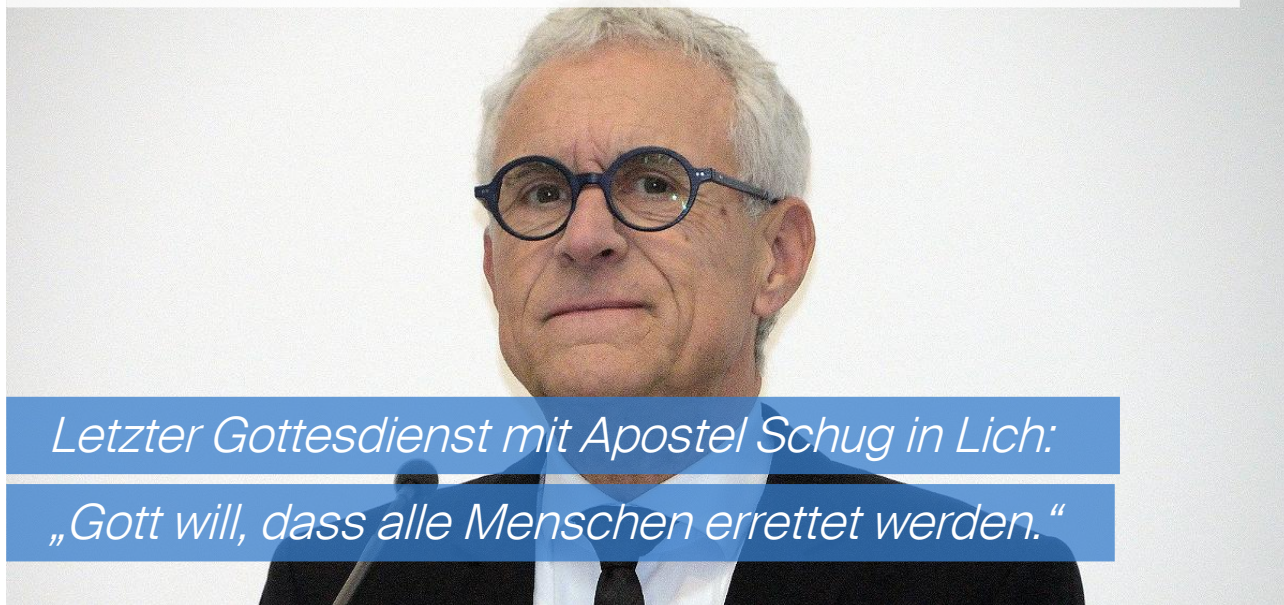 Letzter Gottesdienst mit Apostel Schug in Lich:
„Gott will, dass alle Menschen errettet werden.“